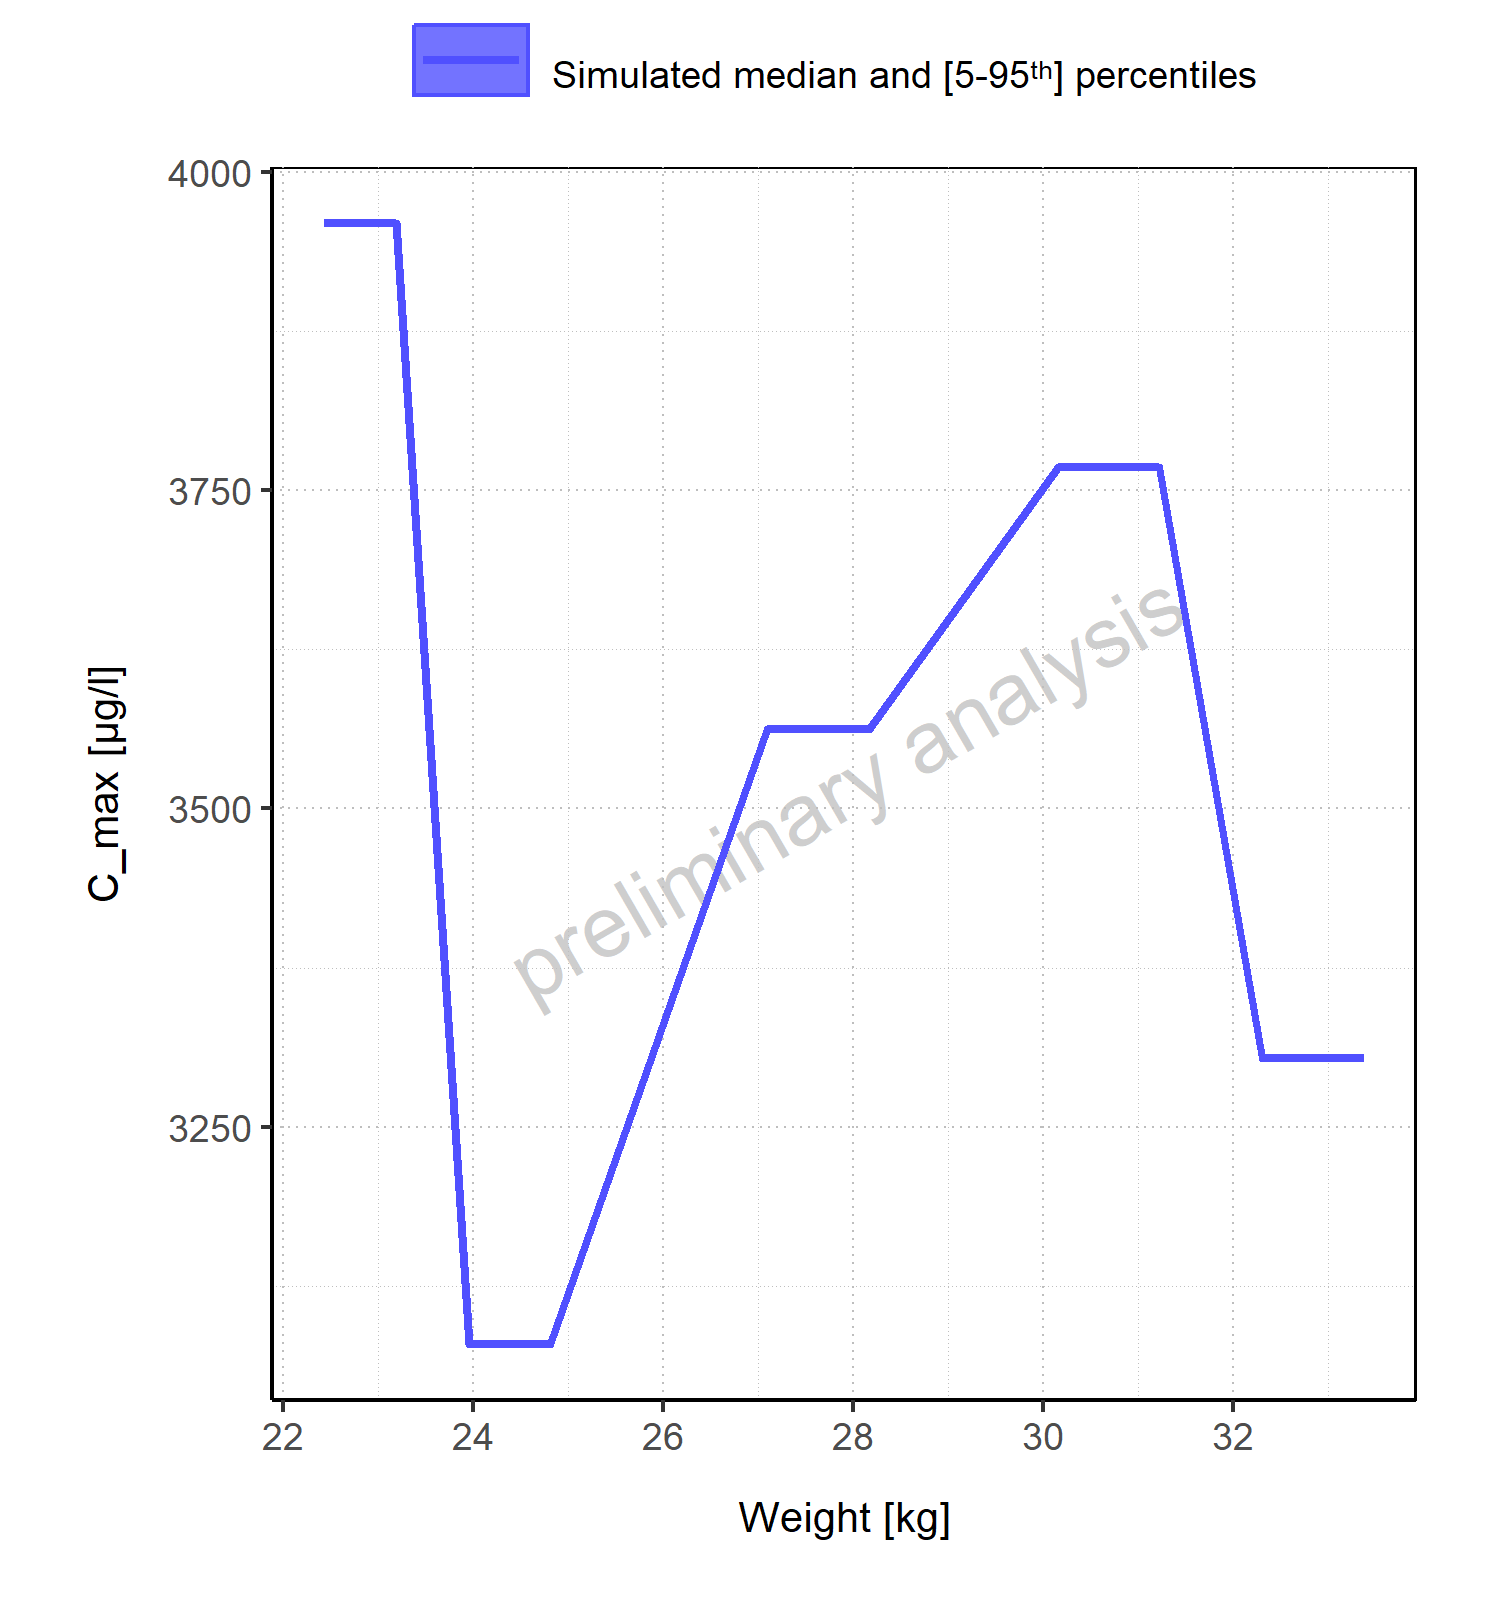 Simulated median and [5-95th] percentiles
4000
3750
3500
3250
C_max [µg/l]
preliminary analysis
22 24 26 28 30 32
Weight [kg]